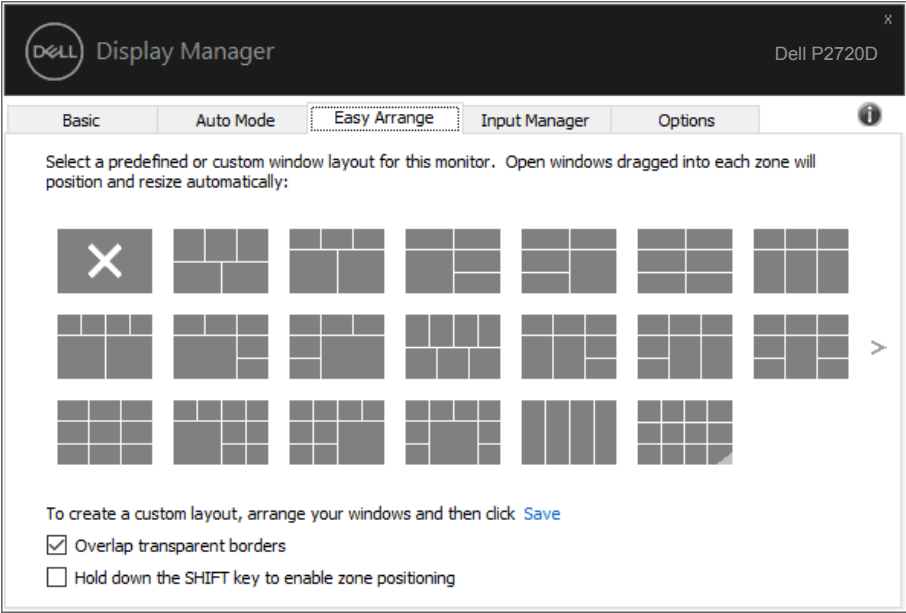 x
DELL Display Manager
Dell P2720D
Basic Auto Mode Easy Arrange Input Manager Options i
Select a predefined or custom window layout for this monitor. Open windows dragged into each zone will
position and resize automatically:
>
To create a custom layout, arrange your windows and then click Save
Overlap transparent borders
Hold down the SHIFT key to enable zone positioning